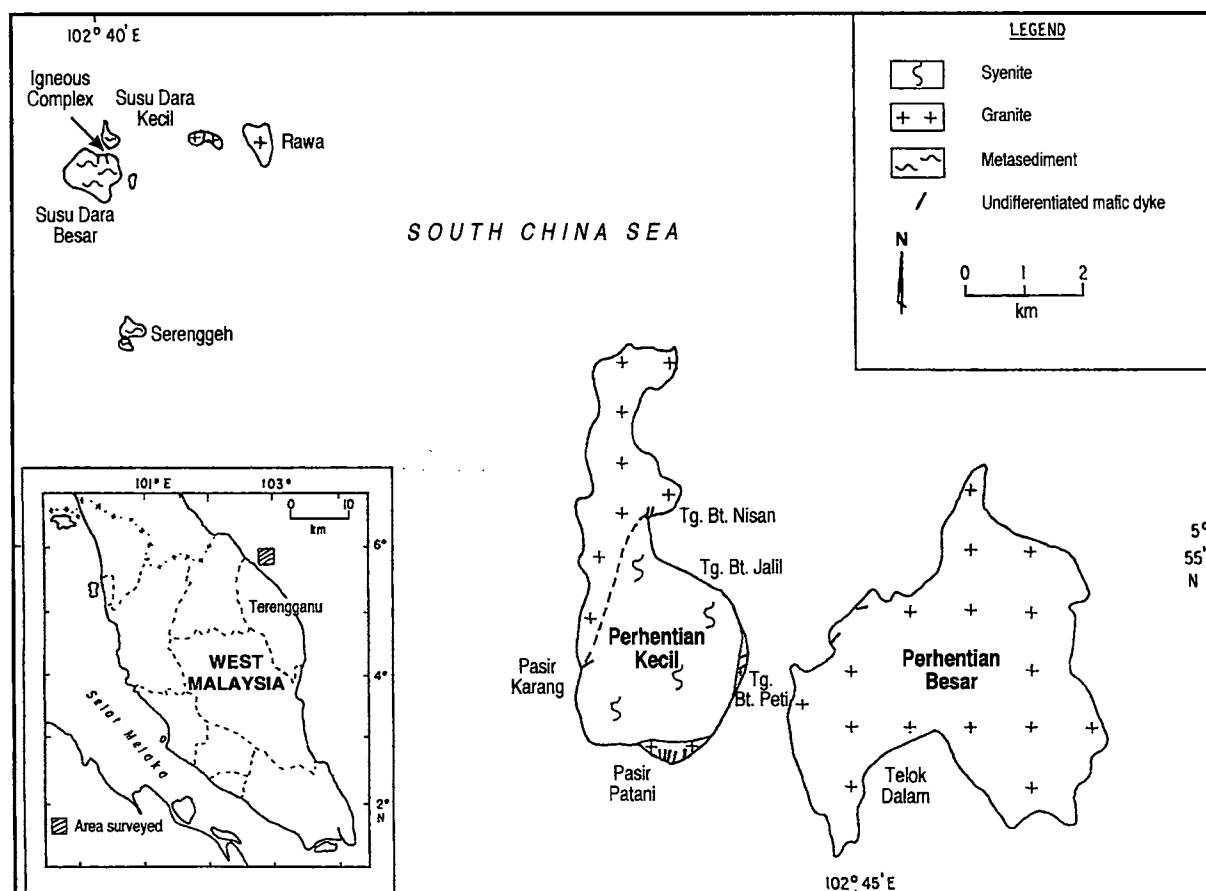 102° 40' E
Igneous
Complex
Susu Dara
Kecil
Rawa
Susu Dara
Besar
SOUTH CHINA SEA
Serenggeh
LEGEND
Syenite
Granite
Metasediment
Undifferentiated mafic dyke
N
0 1 2
km
Tg. Bt. Nisan
Tg. Bt. Jalil
Perhentian
Kecil
Pasir
Karang
Tg.
Bt. Peti
Pasir
Patani
Perhentian
Besar
Telok
Dalam
5°
55'
N
102° 45' E
101° E
103°
0 10
km
6°
Terengganu
WEST
MALAYSIA
4°
Selat Melaka
2°
N
Area surveyed